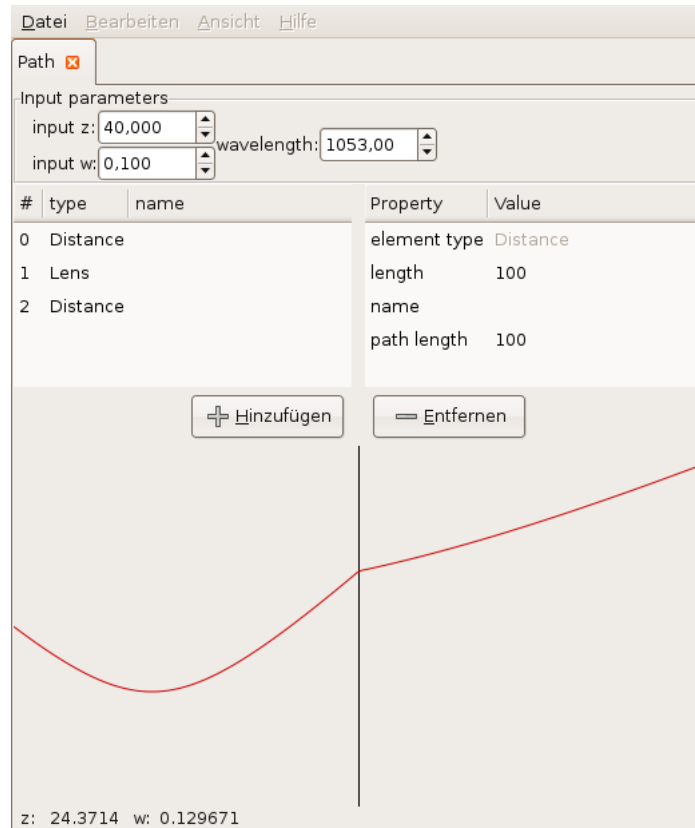 Datei Bearbeiten Ansicht Hilfe
Path
Input parameters
input z: 40,000
wavelength: 1053,00
input w: 0,100
# type name Property Value
0 Distance element type Distance
1 Lens length 100
2 Distance name
path length 100
Hinzufügen Entfernen
z: 24.3714 w: 0.129671